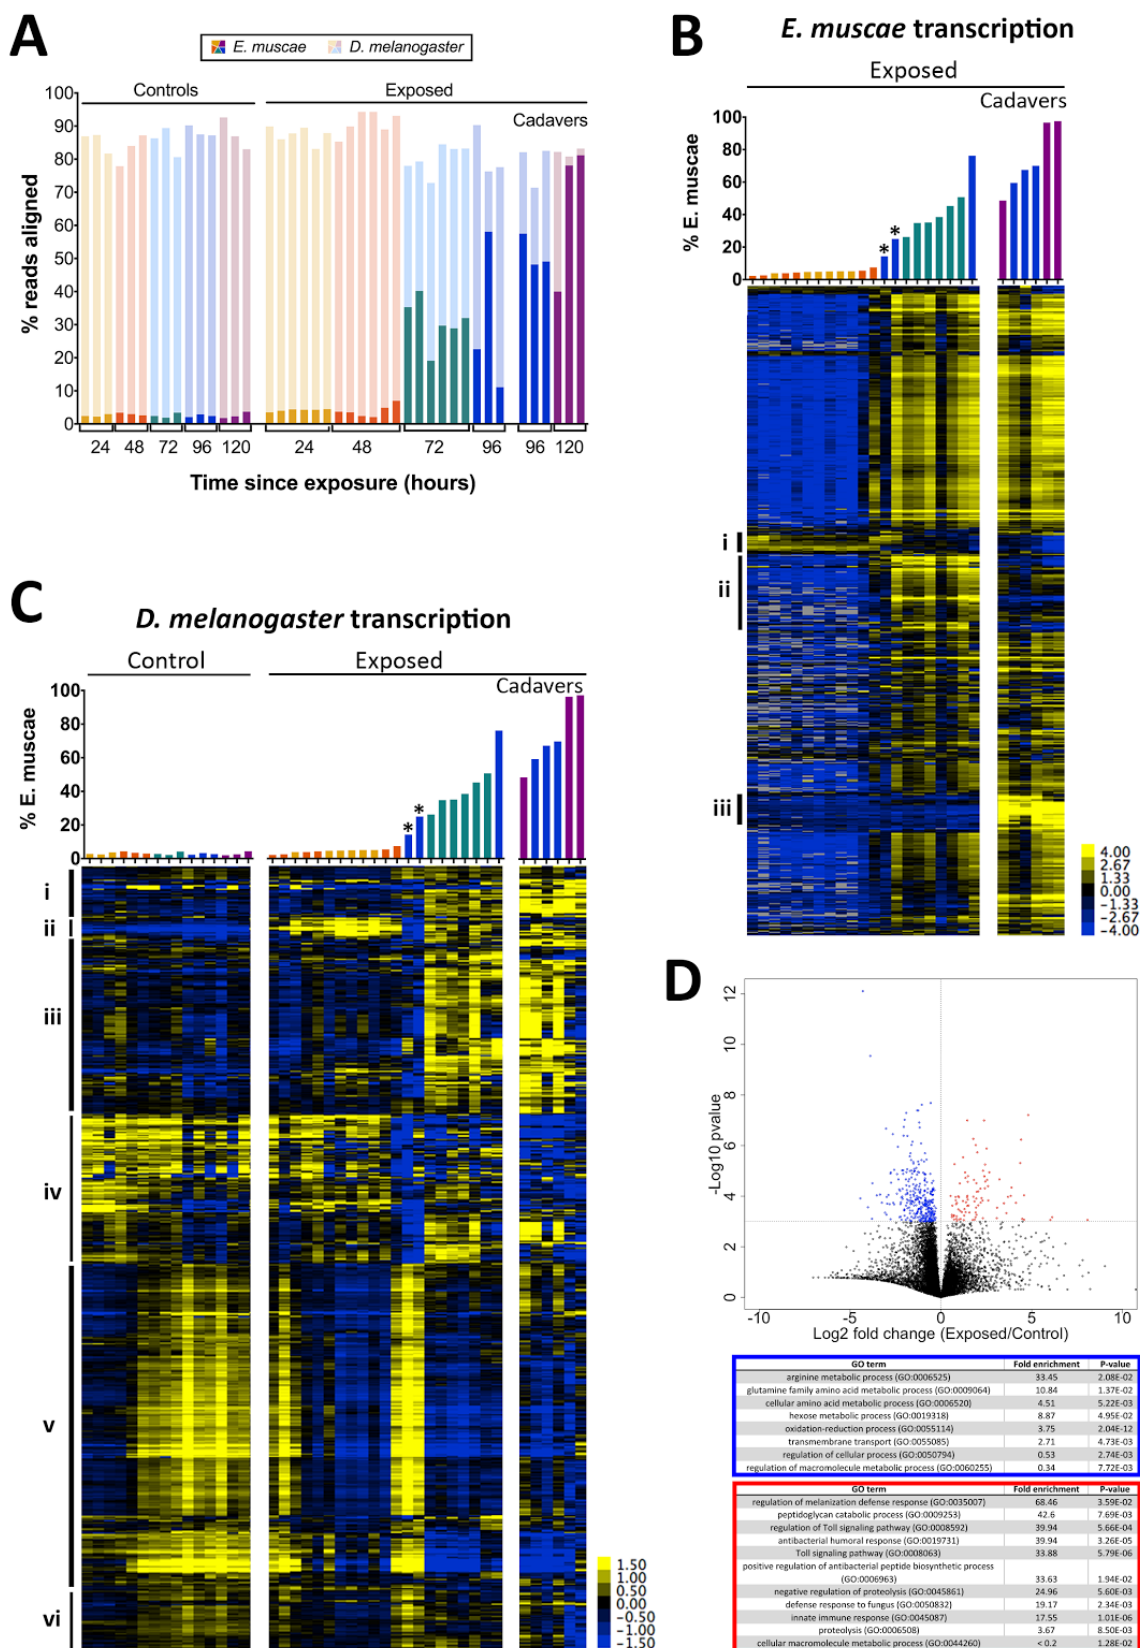 A
E. muscae D. melanogaster
Controls Exposed
Cadavers
% reads aligned
100
90
80
70
60
50
40
30
20
10
0
24 48 72 96 120 24 48 72 96 96 120
Time since exposure (hours)
B
E. muscae transcription
Exposed
Cadavers
% E. muscae
100
80
60
40
20
0
* *
i
ii
iii
4.00
2.67
1.33
0.00
-1.33
-2.67
-4.00
C
D. melanogaster transcription
Control Exposed
Cadavers
% E. muscae
100
80
60
40
20
0
* *
i
ii
iii
iv
v
vi
1.50
1.00
0.50
0.00
-0.50
-1.00
-1.50
D
-Log10 pvalue
12
10
8
6
4
2
0
-10 -5 0 5 10
Log2 fold change (Exposed/Control)
GO term Fold enrichment P-value
arginine metabolic process (GO:0006525) 33.45 2.08E-02
glutamine family amino acid metabolic process (GO:0009064) 10.84 1.37E-02
cellular amino acid metabolic process (GO:0006520) 4.51 5.22E-03
hexose metabolic process (GO:0019318) 8.87 4.95E-02
oxidation-reduction process (GO:0055114) 3.75 2.04E-12
transmembrane transport (GO:0055085) 2.71 4.73E-03
regulation of cellular process (GO:0050794) 0.53 2.74E-03
regulation of macromolecule metabolic process (GO:0060255) 0.34 7.72E-03
GO term Fold enrichment P-value
regulation of melanization defense response (GO:0035007) 68.46 3.59E-02
peptidoglycan catabolic process (GO:0009253) 42.6 7.69E-03
regulation of Toll signaling pathway (GO:0008592) 39.94 5.66E-04
antibacterial humoral response (GO:0019731) 39.94 3.26E-05
Toll signaling pathway (GO:0008063) 33.88 5.79E-06
positive regulation of antibacterial peptide biosynthetic process
(GO:0006963) 33.63 1.94E-02
negative regulation of proteolysis (GO:0045861) 24.96 5.60E-03
defense response to fungus (GO:0050832) 19.17 2.34E-03
innate immune response (GO:0045087) 17.55 1.01E-06
proteolysis (GO:0006508) 3.67 8.50E-03
cellular macromolecule metabolic process (GO:0044260) < 0.2 1.28E-02